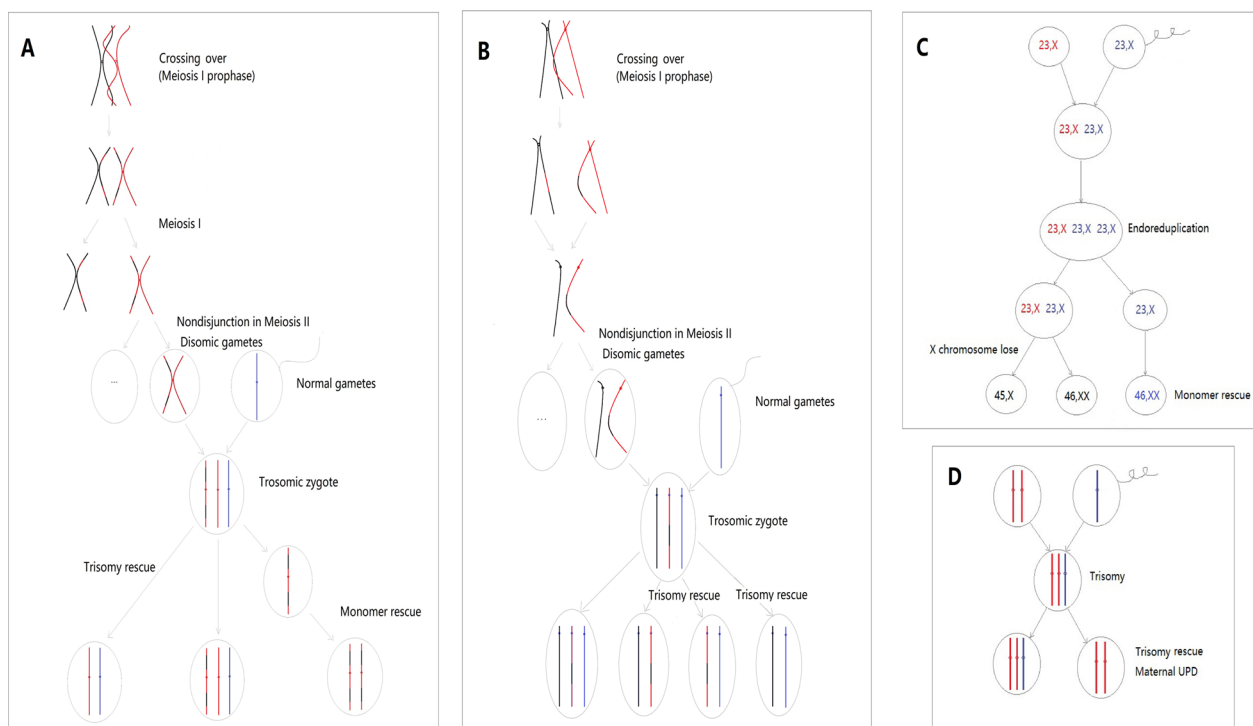 A
Crossing over
(Meiosis I prophase)
Meiosis I
Nondisjunction in Meiosis II
Disomic gametes
...
Normal gametes
Trosomic zygote
Trisomy rescue
Monomer rescue
B
Crossing over
(Meiosis I prophase)
Nondisjunction in Meiosis II
Disomic gametes
...
Normal gametes
Trosomic zygote
Trisomy rescue
Trisomy rescue
C
23,X
23,X
23,X 23,X
23,X 23,X 23,X
Endoreduplication
23,X 23,X
23,X
X chromosome lose
45,X
46,XX
46,XX
Monomer rescue
D
Trisomy
Trisomy rescue
Maternal UPD